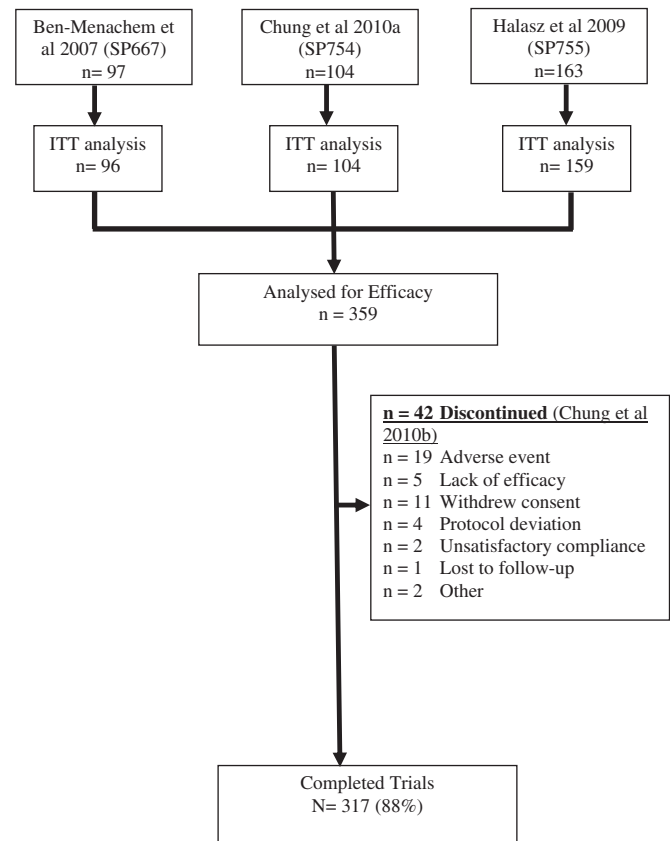 Ben-Menachem et
al 2007 (SP667)
n= 97
Chung et al 2010a
(SP754)
n=104
Halasz et al 2009
(SP755)
n=163
ITT analysis
n= 96
ITT analysis
n= 104
ITT analysis
n= 159
Analysed for Efficacy
n = 359
n = 42 Discontinued (Chung et al
2010b)
n = 19 Adverse event
n = 5 Lack of efficacy
n = 11 Withdrew consent
n = 4 Protocol deviation
n = 2 Unsatisfactory compliance
n = 1 Lost to follow-up
n = 2 Other
Completed Trials
N= 317 (88%)